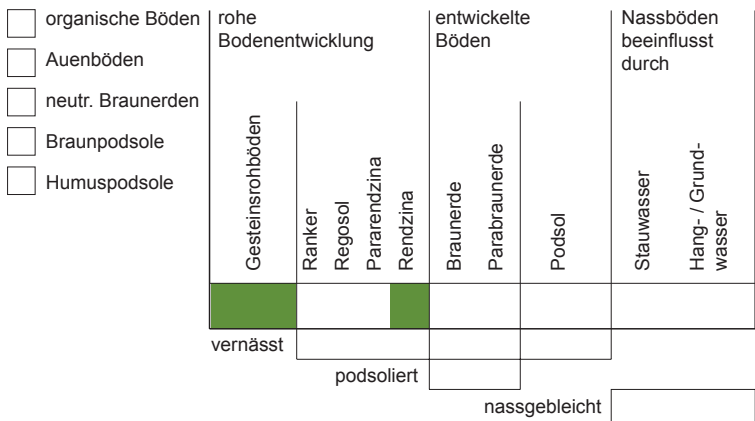 organische Böden
Auenböden
neutr. Braunerden
Braunpodsole
Humuspodsole
rohe
Bodenentwicklung
entwickelte
Böden
Nassböden
beeinflusst
durch
Gesteinsrohböden
Ranker
Regosol
Pararendzina
Rendzina
Braunerde
Parabraunerde
Podsol
Stauwasser
Hang- / Grund-
wasser
vernässt
podsoliert
nassgebleicht